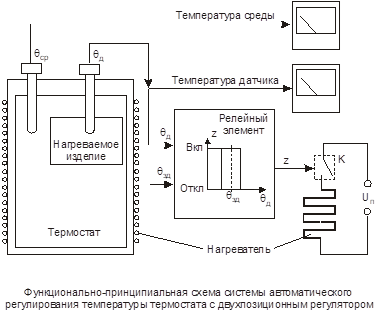 Температура среды
θср
θд
Температура датчика
Релейный
элемент
Нагреваемое
изделие
θд
Вкл
z
z
K
θзд
Откл
θзд
θд
Uп
Термостат
Нагреватель
Функционально-принципиальная схема системы автоматического
регулирования температуры термостата с двухпозиционным регулятором